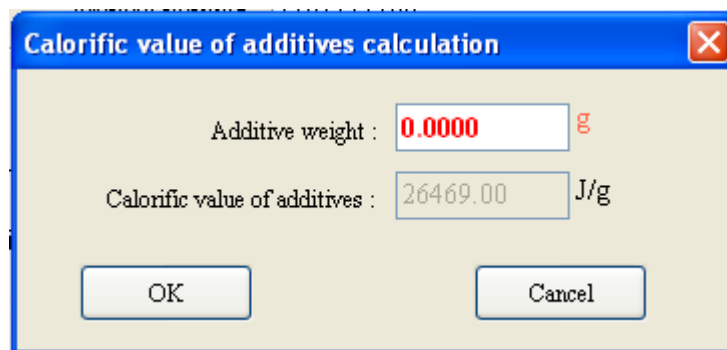 Calorific value of additives calculation
Additive weight : 0.0000 g
Calorific value of additives : 26469.00 J/g
OK Cancel